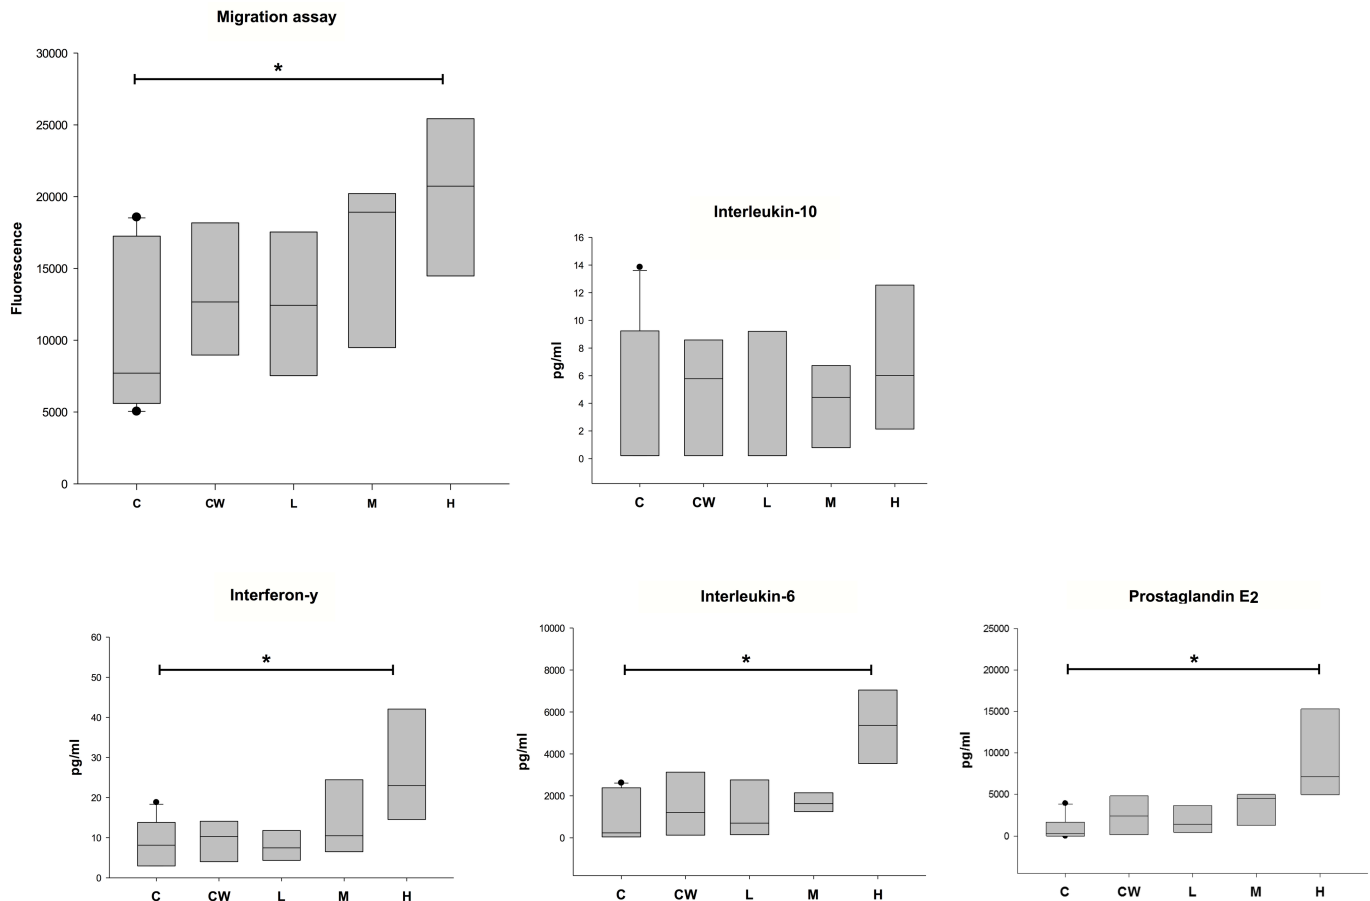 Migration assay
30000
*
25000
20000
Fluorescence
15000
10000
5000
0
C CW L M H
Interleukin-10
16
14
12
10
8
pg/ml
6
4
2
0
C CW L M H
Interferon-y
60
*
50
40
30
pg/ml
20
10
0
C CW L M H
Interleukin-6
10000
*
8000
6000
pg/ml
4000
2000
0
C CW L M H
Prostaglandin E2
25000
*
20000
15000
pg/ml
10000
5000
0
C CW L M H